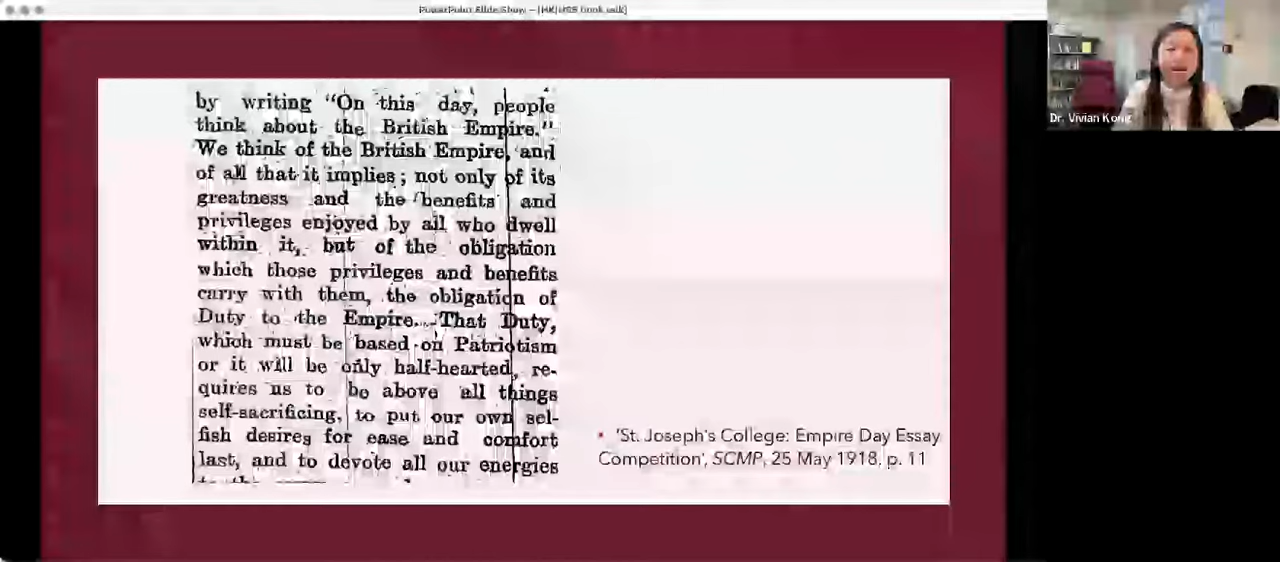 PowerPoint Slide Show - [HKUSS book talk]
by writing “On this day, people
think about the British Empire.”
We think of the British Empire, and
of all that it implies ; not only of its
greatness and the benefits and
privileges enjoyed by all who dwell
within it, but of the obligation
which those privileges and benefits
carry with them, the obligation of
Duty to the Empire. That Duty,
which must be based on Patriotism
or it will be only half-hearted, re-
quires us to be above all things
self-sacrificing, to put our own sel-
fish desires for ease and comfort
last, and to devote all our energies
• ‘St. Joseph’s College: Empire Day Essay
Competition’, SCMP, 25 May 1918, p. 11
Dr. Vivian Kong